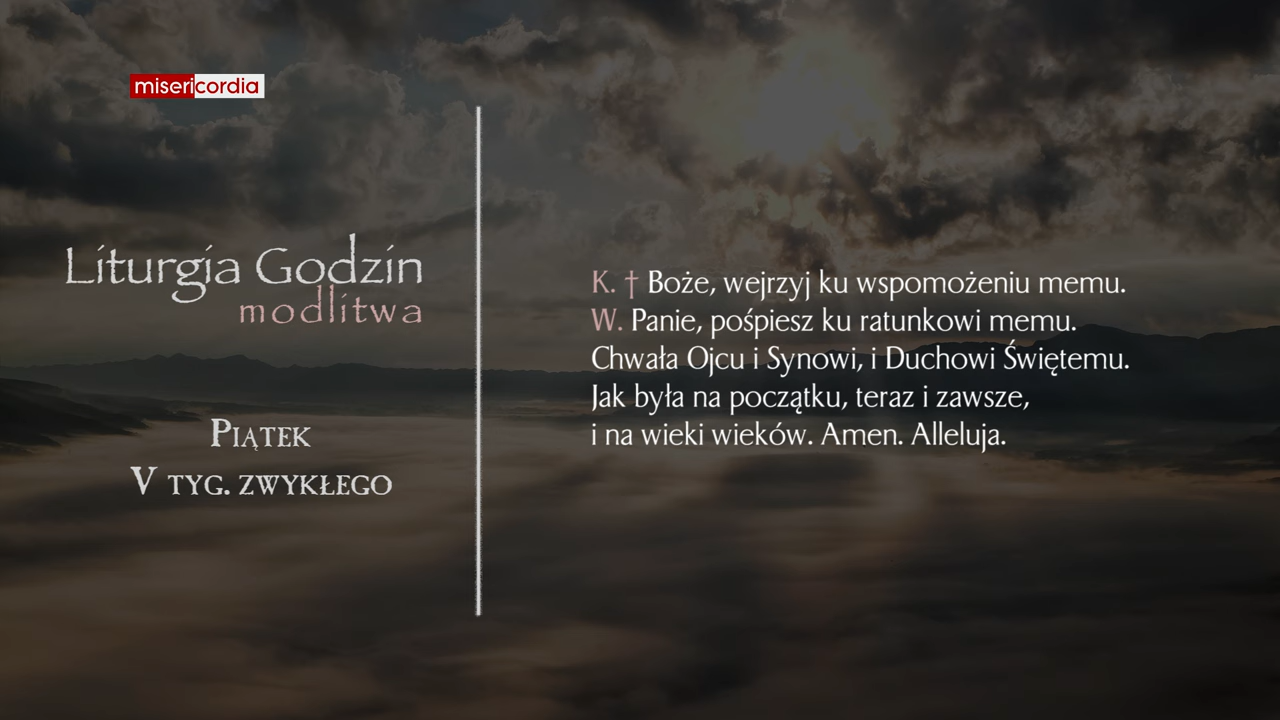 misericordia
Liturgia Godzin
modlitwa
Piątek
V tyg. zwykłego
K. † Boże, wejrzyj ku wspomożeniu memu.
W. Panie, pośpiesz ku ratunkowi memu.
Chwała Ojcu i Synowi, i Duchowi Świętemu.
Jak była na początku, teraz i zawsze,
i na wieki wieków. Amen. Alleluja.